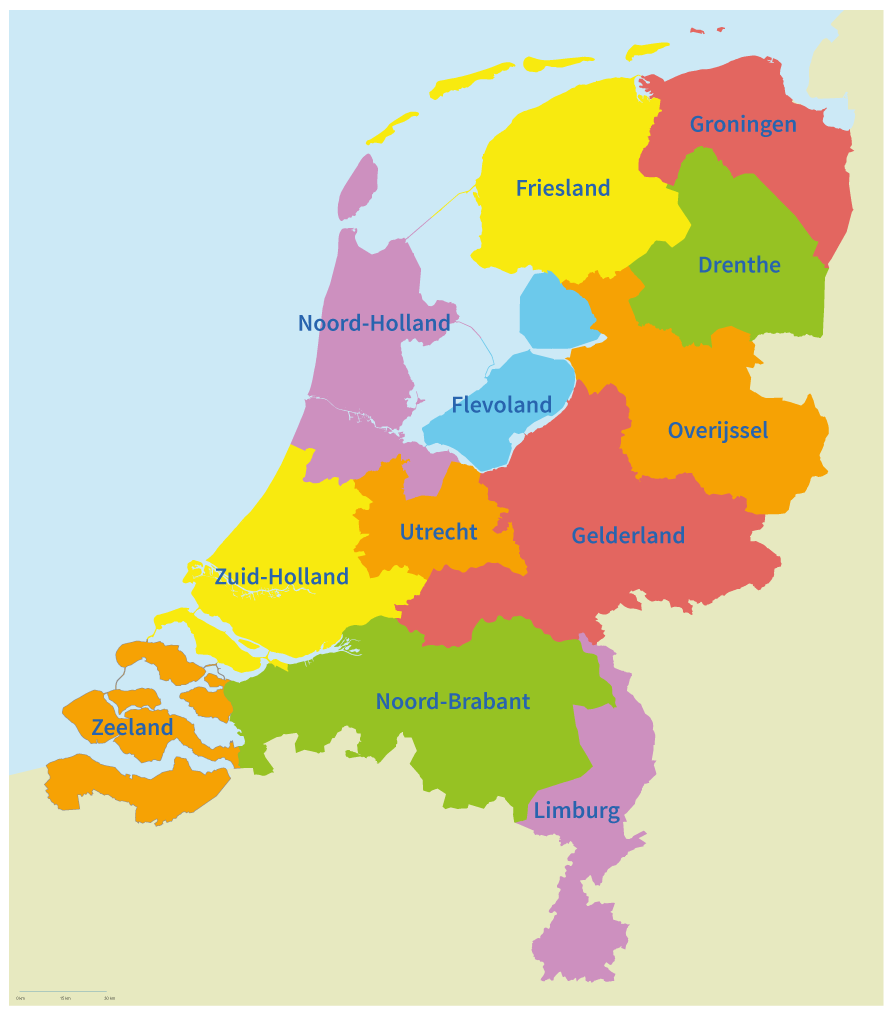 Groningen
Friesland
Drenthe
Noord-Holland
Flevoland
Overijssel
Utrecht
Gelderland
Zuid-Holland
Noord-Brabant
Zeeland
Limburg
0 km 15 km 30 km